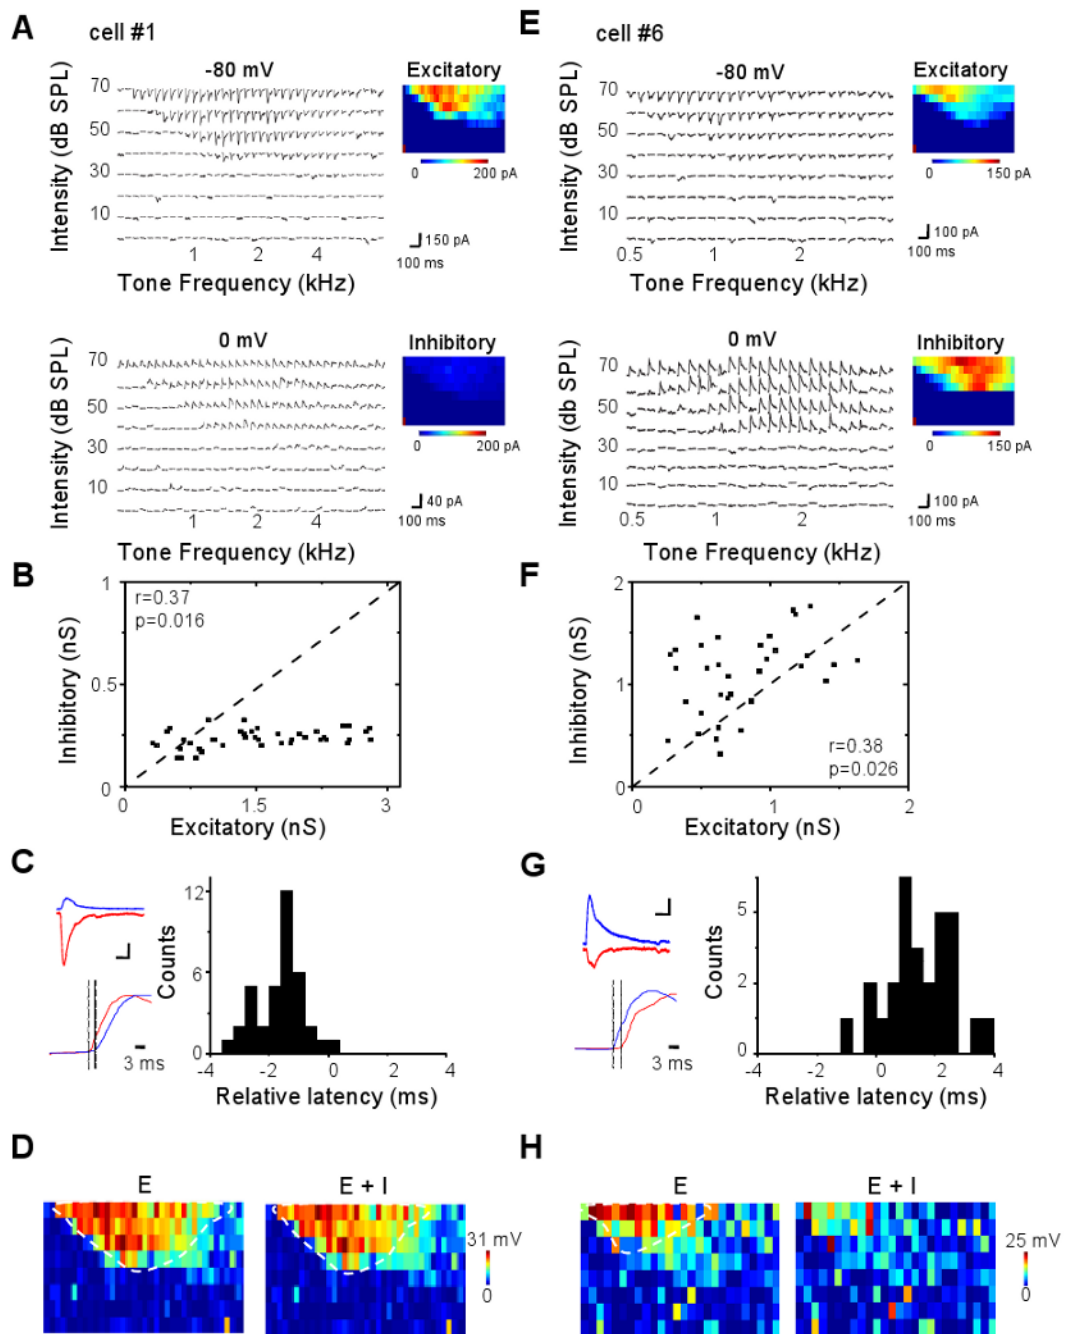 A
cell #1
-80 mV
Excitatory
Intensity (dB SPL)
70
50
30
10
0
200 pA
150 pA
100 ms
1
2
4
Tone Frequency (kHz)
0 mV
Inhibitory
Intensity (dB SPL)
70
50
30
10
0
200 pA
40 pA
100 ms
1
2
4
Tone Frequency (kHz)
B
r=0.37
p=0.016
Inhibitory (nS)
1
0.5
0
0
1.5
3
Excitatory (nS)
C
3 ms
Counts
12
6
0
-4
-2
0
2
4
Relative latency (ms)
D
E
E + I
31 mV
0
E
cell #6
-80 mV
Excitatory
Intensity (dB SPL)
70
50
30
10
0
150 pA
100 pA
100 ms
0.5
1
2
Tone Frequency (kHz)
0 mV
Inhibitory
Intensity (db SPL)
70
50
30
10
0
150 pA
100 pA
100 ms
0.5
1
2
Tone Frequency (kHz)
F
Inhibitory (nS)
2
1
0
r=0.38
p=0.026
0
1
2
Excitatory (nS)
G
3 ms
Counts
5
2
0
-4
-2
0
2
4
Relative latency (ms)
H
E
E + I
25 mV
0